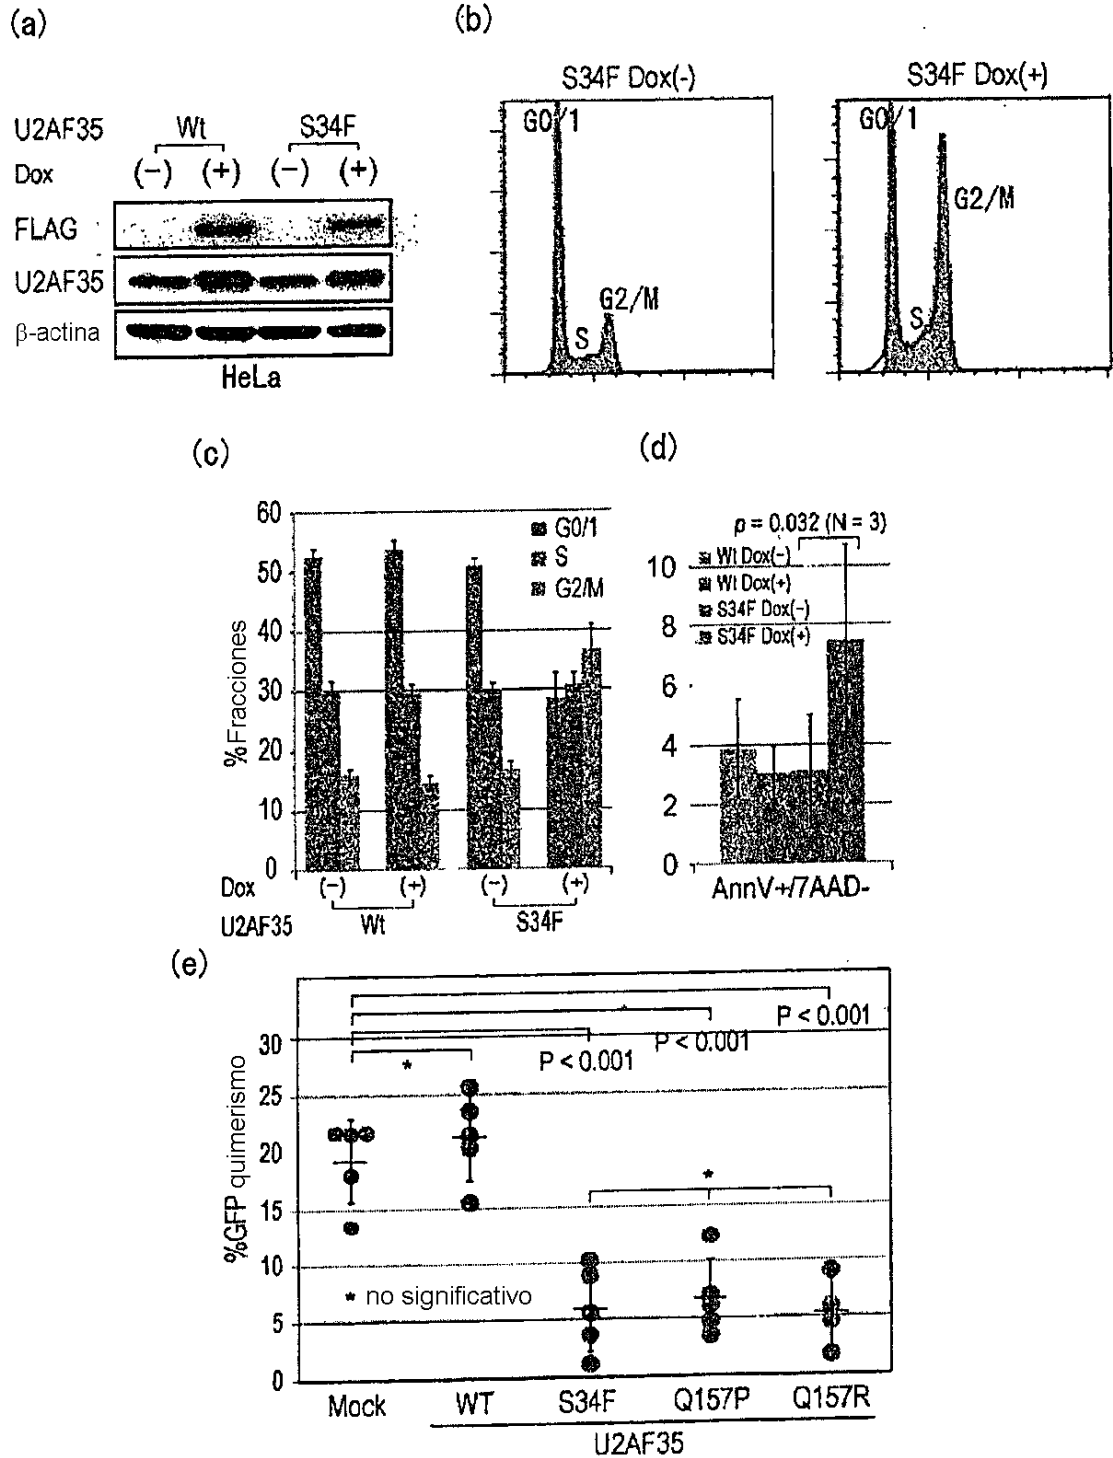 (a)
U2AF35 Wt S34F
Dox (-) (+) (-) (+)
FLAG
U2AF35
β-actina
HeLa
(b)
S34F Dox(-)
G0/1
S
G2/M
S34F Dox(+)
G0/1
S
G2/M
(c)
60
50
40
30
20
10
0
%Fracciones
G0/1
S
G2/M
Dox (-) (+) (-) (+)
U2AF35 Wt S34F
(d)
p = 0.032 (N = 3)
Wt Dox(-)
Wt Dox(+)
S34F Dox(-)
S34F Dox(+)
10
8
6
4
2
0
AnnV+/7AAD-
(e)
%GFP quimerismo
30
25
20
15
10
5
0
*
P < 0.001
P < 0.001
P < 0.001
*
* no significativo
Mock WT S34F Q157P Q157R
U2AF35